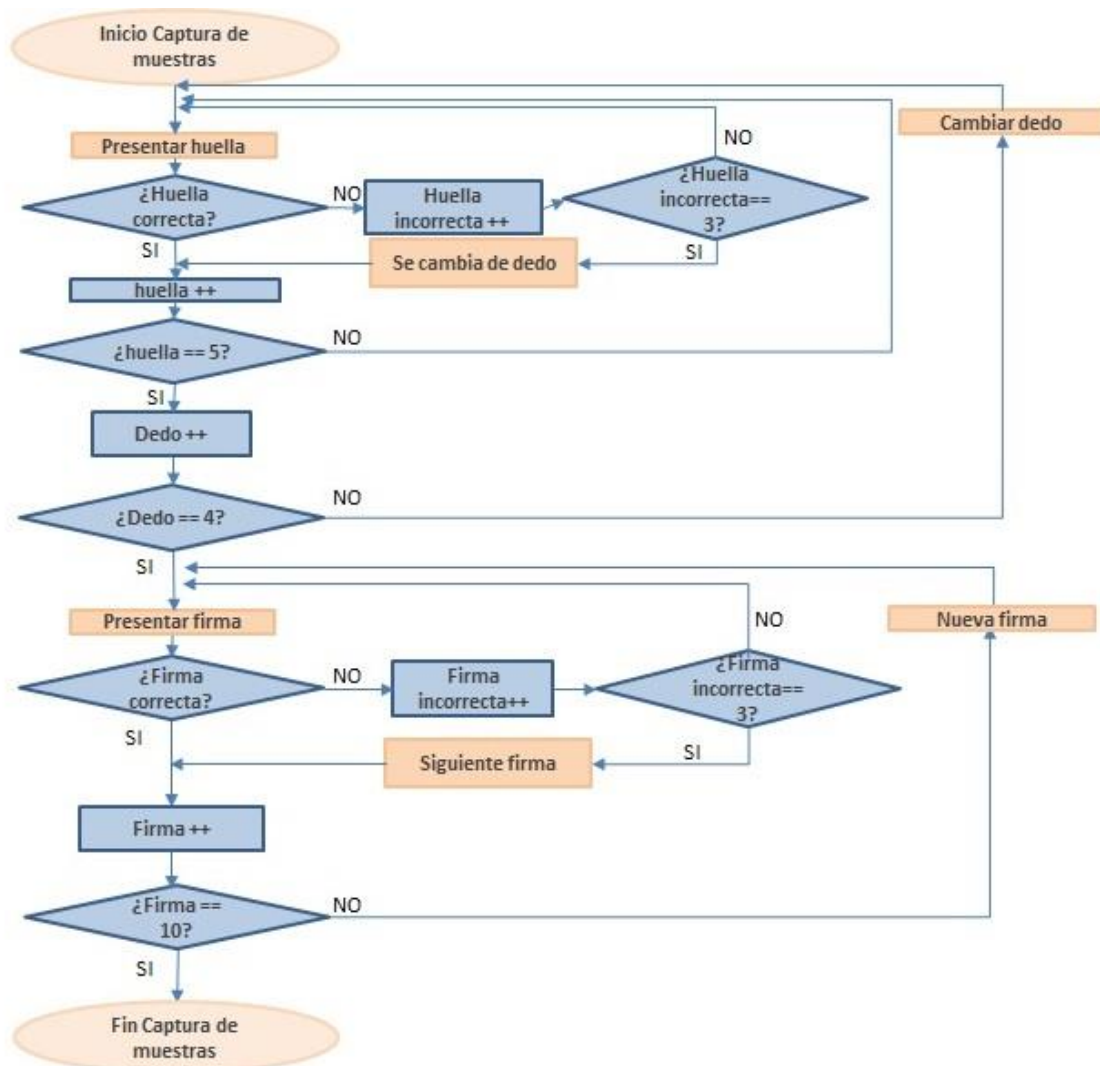 Inicio Captura de
muestras
Cambiar dedo
NO
Presentar huella
¿Huella
correcta?
NO
Huella
incorrecta ++
¿Huella
incorrecta==
3?
SI
Se cambia de dedo
SI
huella ++
¿huella == 5?
NO
SI
Dedo ++
¿Dedo == 4?
NO
SI
Presentar firma
NO
Nueva firma
¿Firma
correcta?
NO
Firma
incorrecta++
¿Firma
incorrecta==
3?
SI
Siguiente firma
SI
Firma ++
¿Firma ==
10?
NO
SI
Fin Captura de
muestras